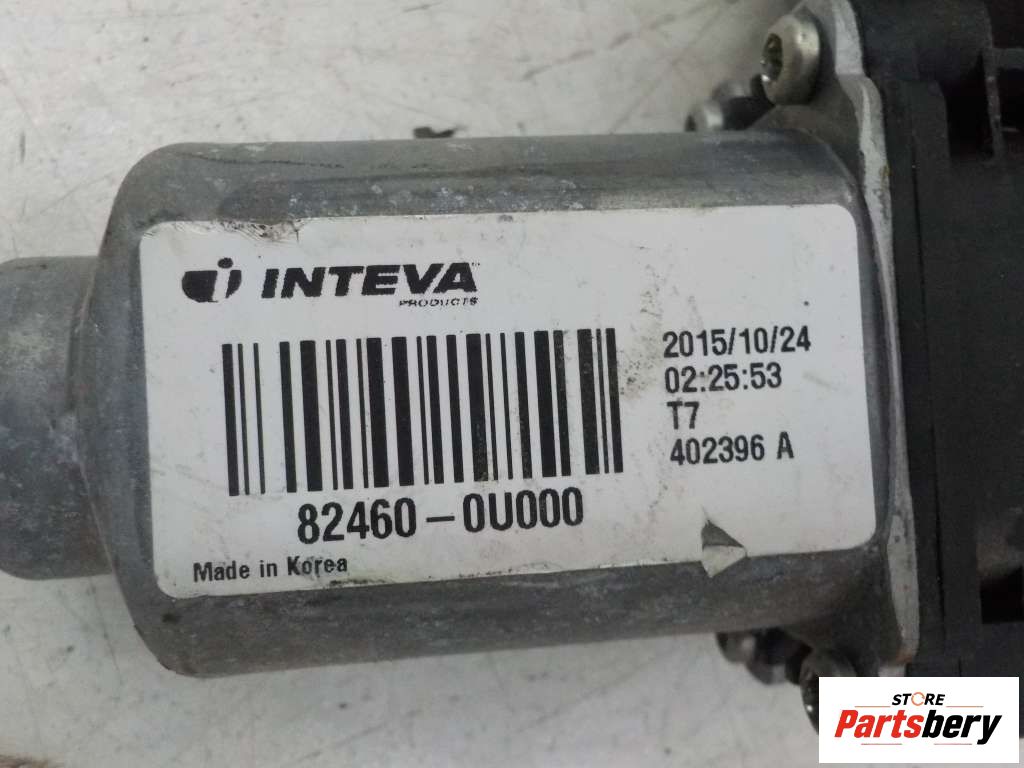 INTEVA
PRODUCTS
2015/10/24
02:25:53
T7
402396 A
82460-0U000
Made in Korea
STORE
Partsbery